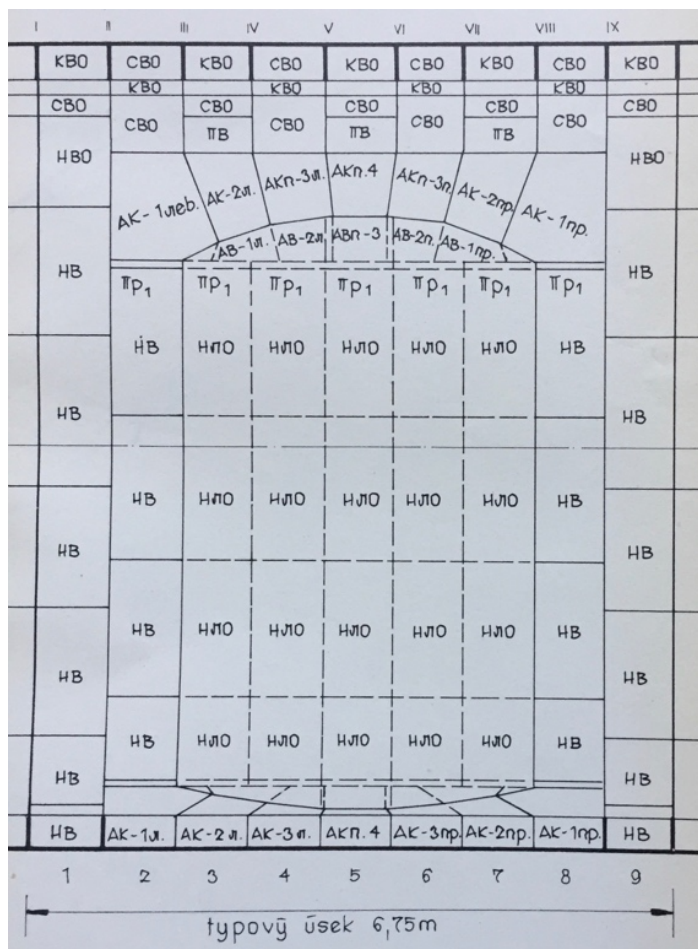 I II III IV V VI VII VIII IX
КВО СВО КВО СВО КВО СВО КВО СВО КВО
КВО КВО КВО КВО
СВО СВО СВО СВО СВО
СВО ПВ СВО ПВ СВО ПВ СВО
НВО НВО
АК-1лев. АК-2л. АКп-3л. АКп.4 АКп-3п. АК-2пр. АК-1пр.
АВ-1л. АВ-2л. АВп-3 АВ-2п. АВ-1пр.
НВ НВ
ПР₁ ПР₁ ПР₁ ПР₁ ПР₁ ПР₁ ПР₁
НВ НЛО НЛО НЛО НЛО НЛО НВ
НВ НВ
НВ НЛО НЛО НЛО НЛО НЛО НВ
НВ НВ
НВ НЛО НЛО НЛО НЛО НЛО НВ
НВ НВ
НВ НЛО НЛО НЛО НЛО НЛО НВ
НВ НВ
НВ АК-1л. АК-2л. АК-3л. АКп.4 АК-3пр. АК-2пр. АК-1пр. НВ
1 2 3 4 5 6 7 8 9
typový úsek 6,75m